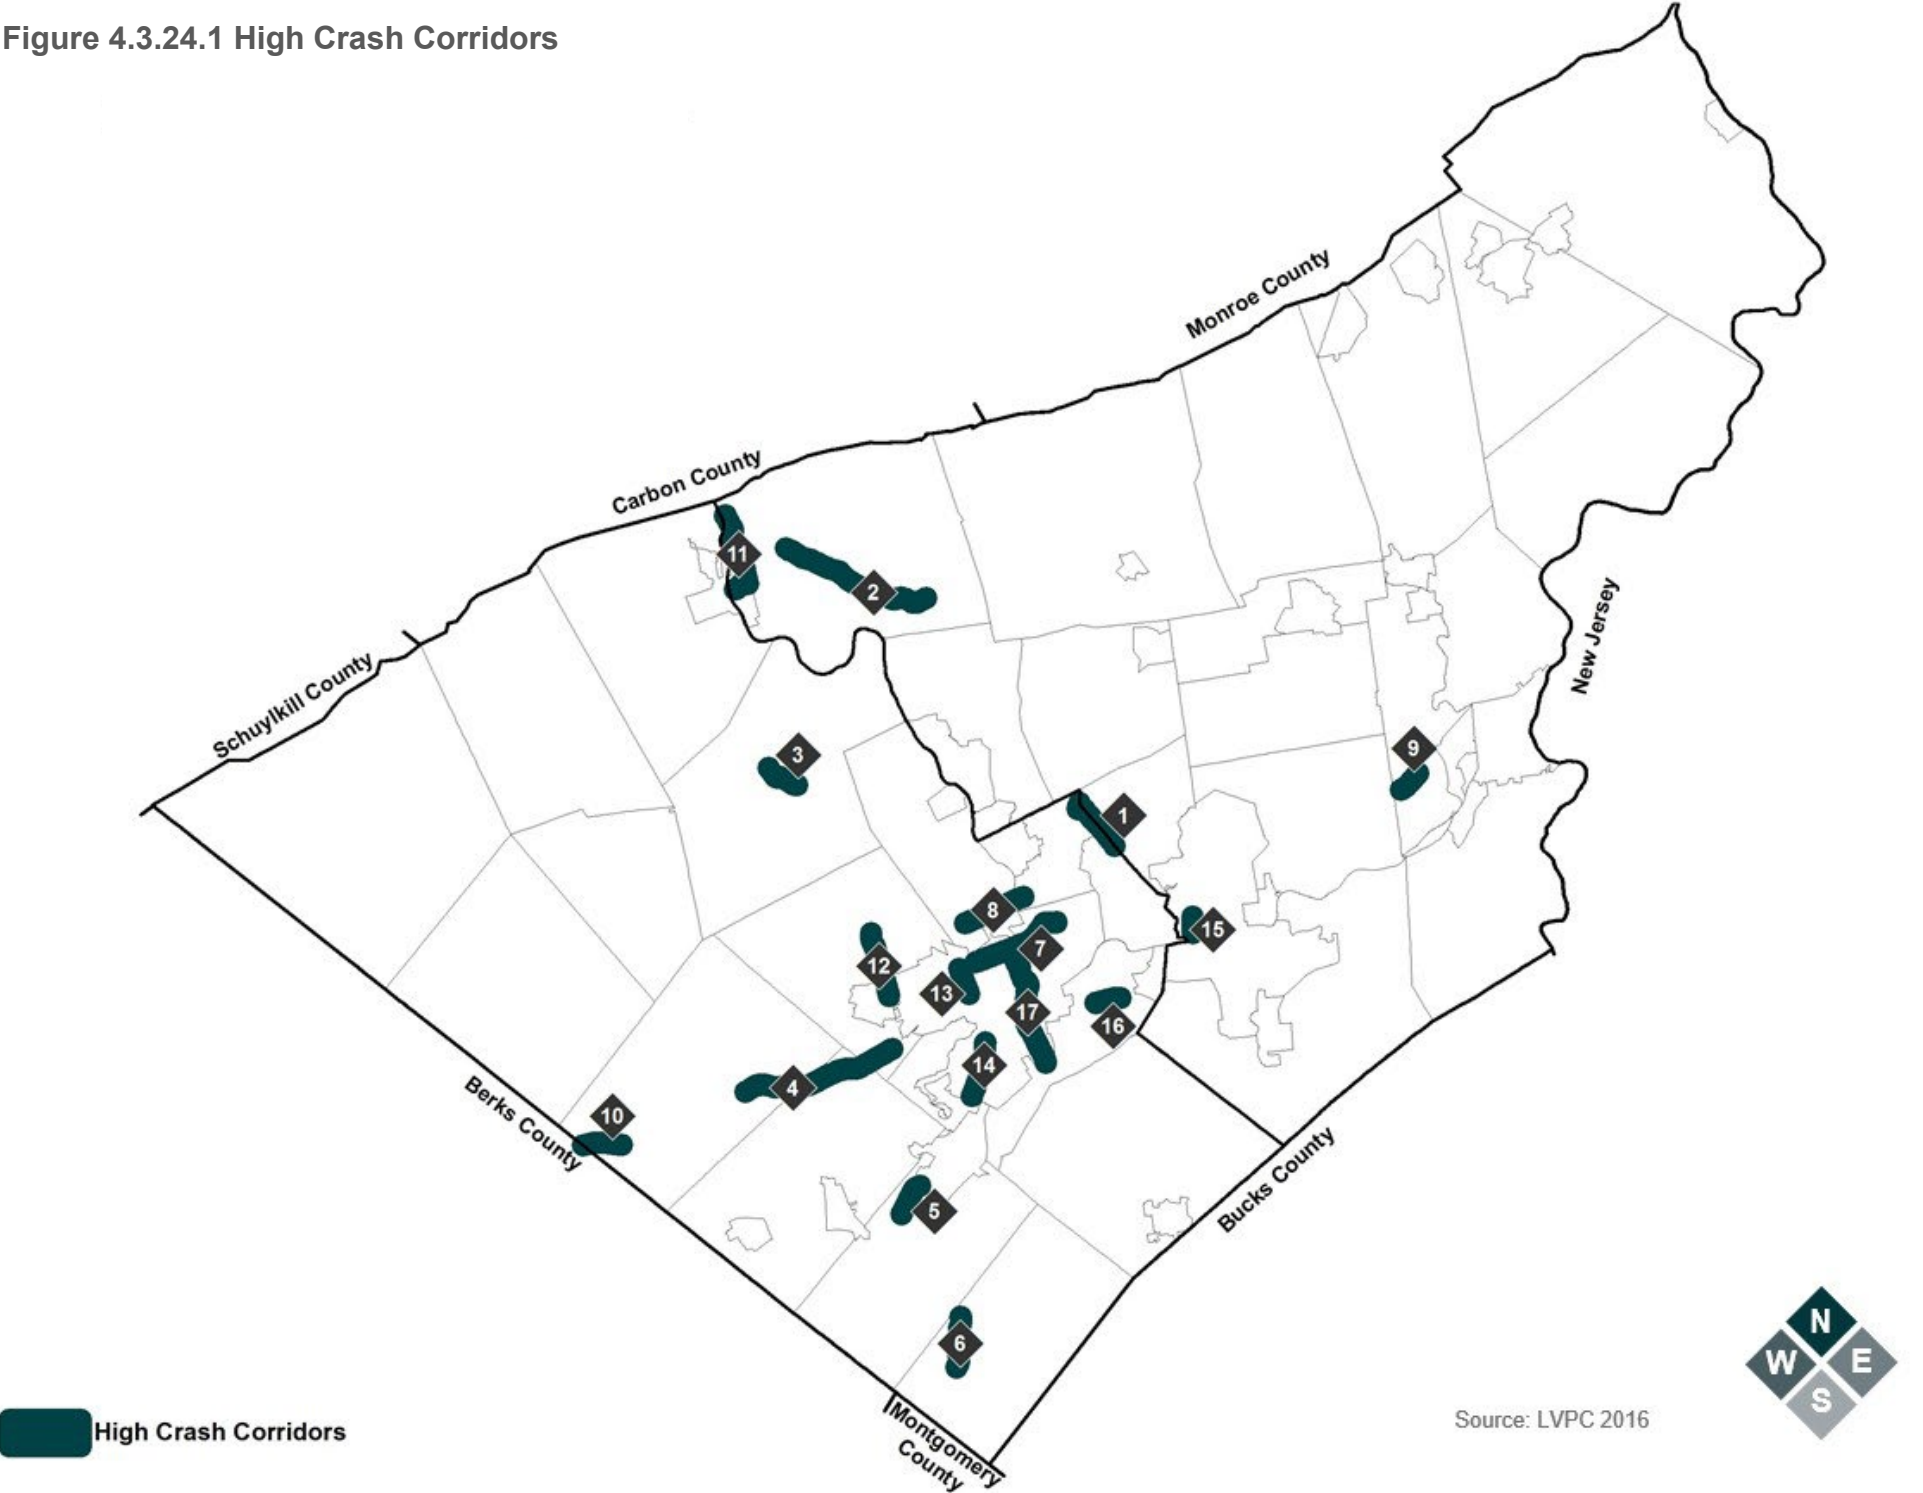 Figure 4.3.24.1 High Crash Corridors
Monroe County
Carbon County
11
2
New Jersey
Schuylkill County
3
9
1
8
15
7
12
13
17
16
14
4
Berks County
10
Bucks County
5
6
N
W
E
S
Montgomery
County
High Crash Corridors
Source: LVPC 2016